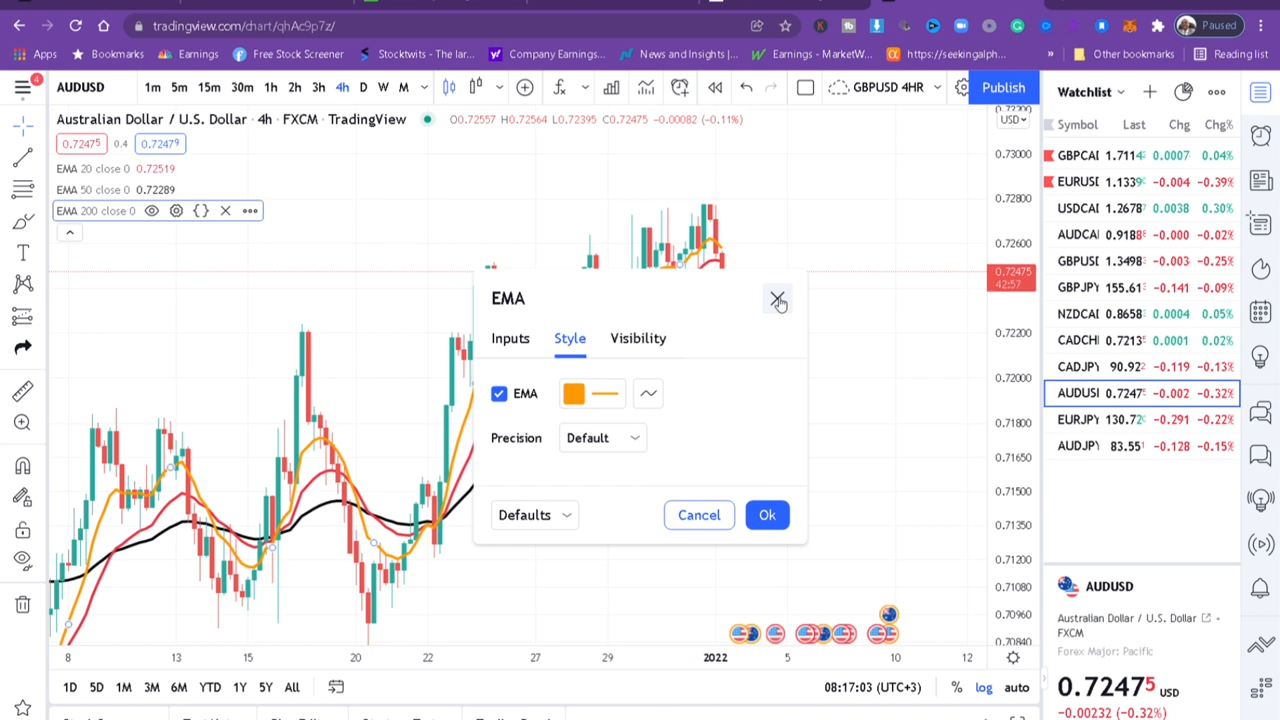 tradingview.com/chart/qhAc9p7z/
Paused
Apps
Bookmarks
Earnings
Free Stock Screener
Stocktwits - The lar...
Company Earnings...
News and Insights |...
Earnings - MarketW...
https://seekingalph...
»
Other bookmarks
Reading list
4
AUDUSD
1m 5m 15m 30m 1h 2h 3h 4h D W M
GBPUSD 4HR
Publish
Australian Dollar / U.S. Dollar · 4h · FXCM · TradingView
O0.72557 H0.72564 L0.72395 C0.72475 −0.00082 (−0.11%)
0.72475 0.4 0.72479
EMA 20 close 0 0.72519
EMA 50 close 0 0.72289
EMA 200 close 0
USD
0.73000
0.72800
0.72600
0.72475
42:57
0.72200
0.72000
0.71800
0.71650
0.71500
0.71350
0.71200
0.71080
0.70960
0.70840
EMA
Inputs
Style
Visibility
EMA
Precision
Default
Defaults
Cancel
Ok
8 13 15 20 22 27 29 2022 5 10 12
1D 5D 1M 3M 6M YTD 1Y 5Y All
08:17:03 (UTC+3)
% log auto
Watchlist
Symbol Last Chg Chg%
GBPCAI 1.7114 0.0007 0.04%
EURUSI 1.1339 −0.004 −0.39%
USDCAI 1.2678 0.0038 0.30%
AUDCAI 0.9188 −0.000 −0.02%
GBPUSI 1.3498 −0.003 −0.25%
GBPJPY 155.61 −0.141 −0.09%
NZDCAI 0.8658 0.0004 0.05%
CADCHI 0.7213 0.0001 0.02%
CADJPY 90.92 −0.119 −0.13%
AUDUSI 0.7247 −0.002 −0.32%
EURJPY 130.72 −0.291 −0.22%
AUDJPY 83.55 −0.128 −0.15%
AUDUSD
Australian Dollar / U.S. Dollar •
FXCM
Forex Major: Pacific
0.72475 USD
−0.00232 (−0.32%)